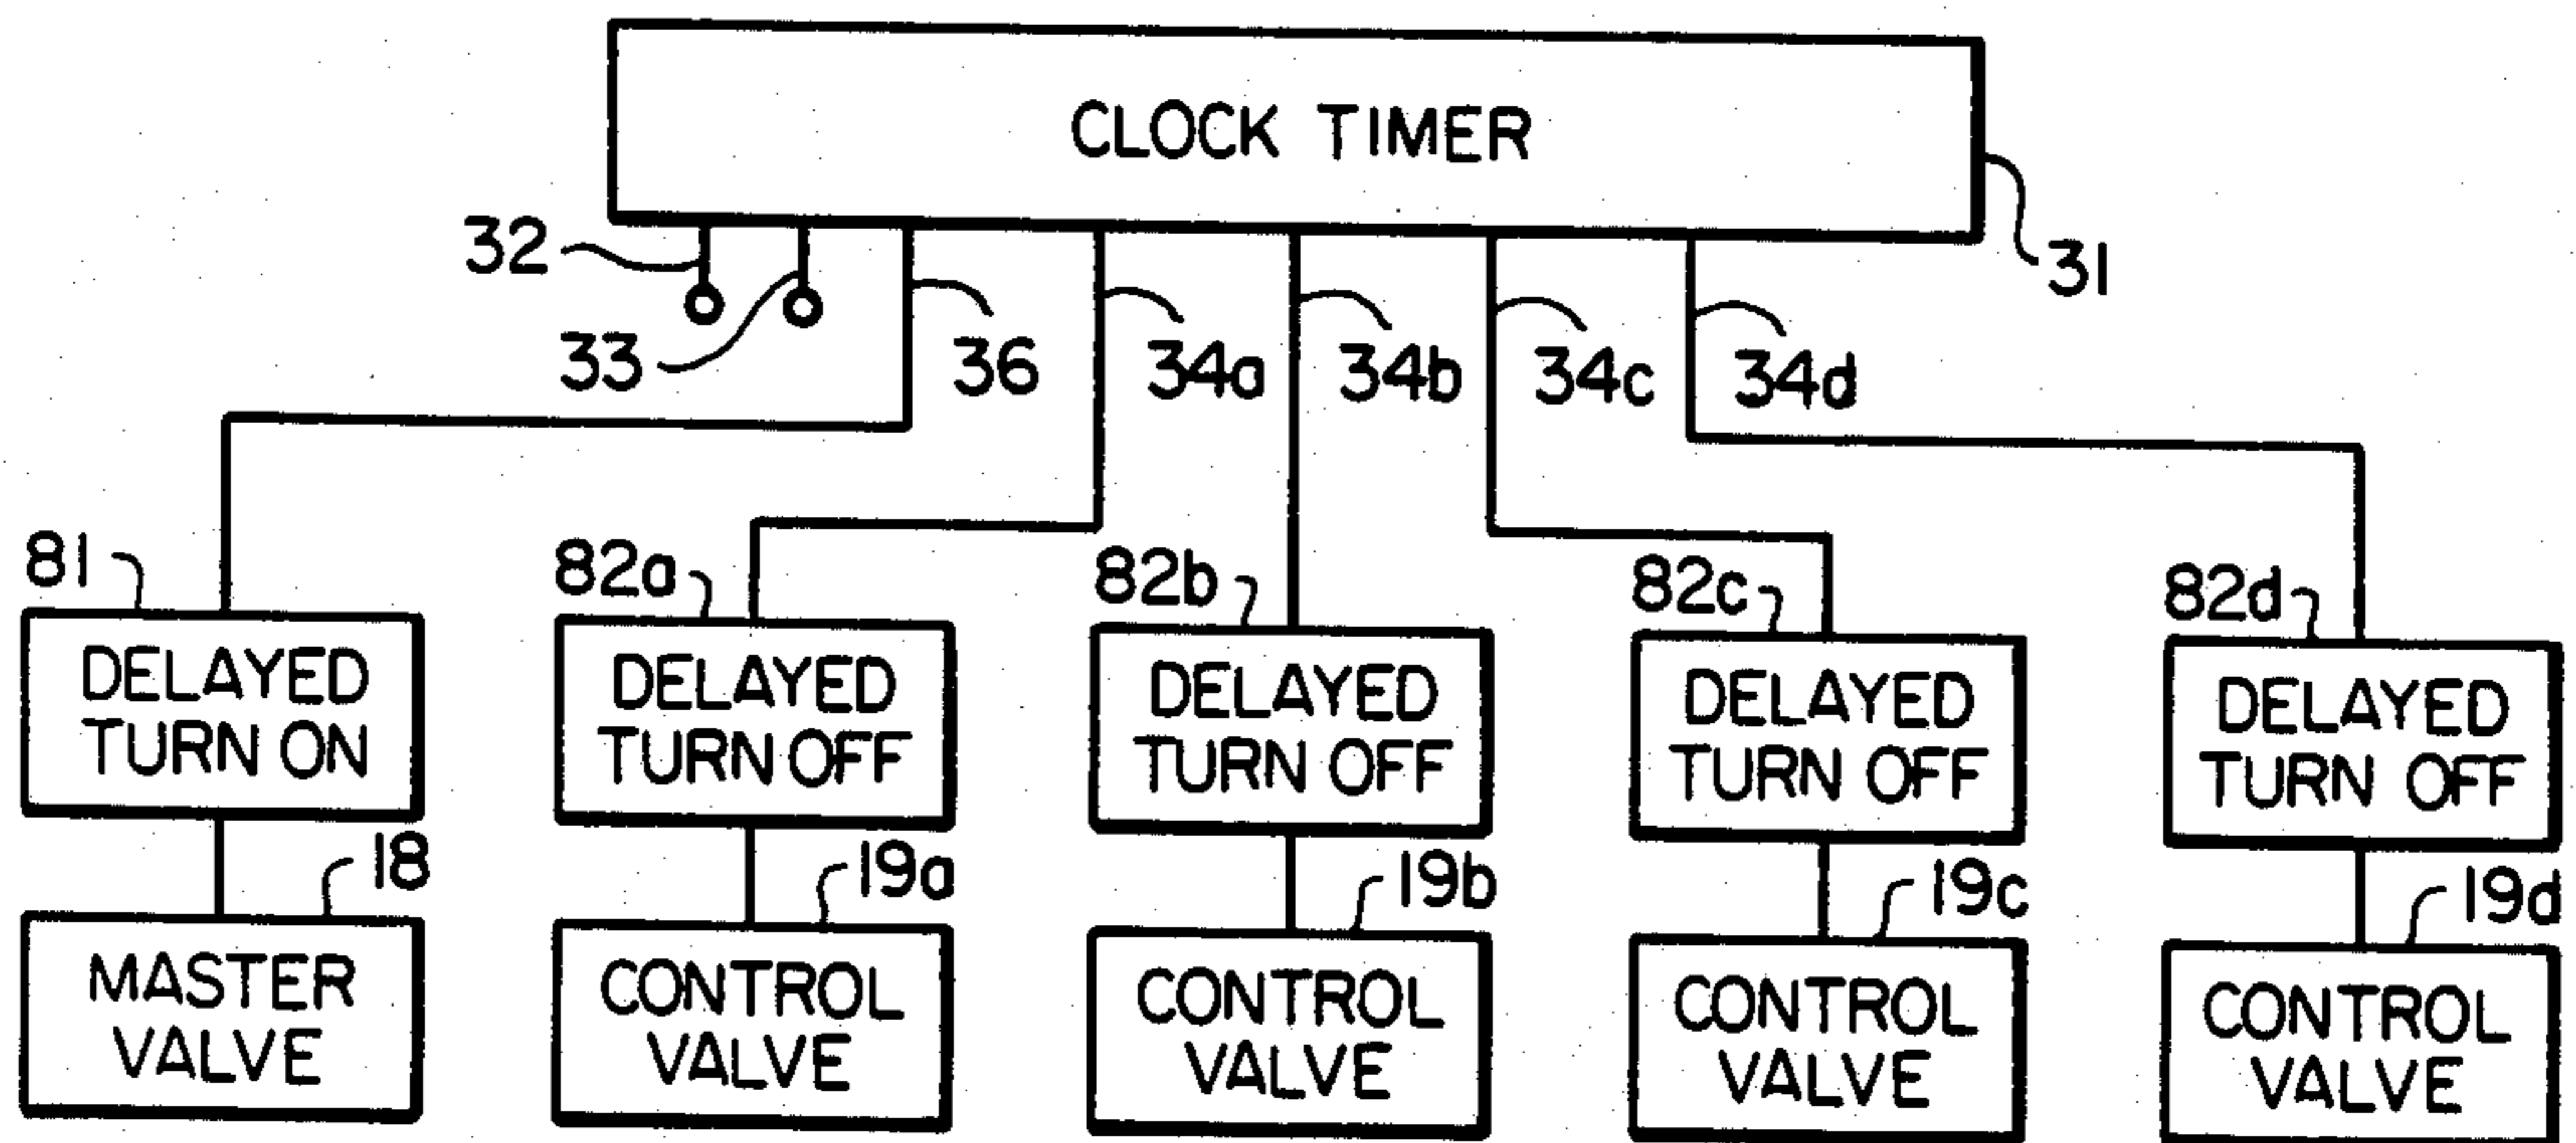 CLOCK TIMER
32
33
36
34a
34b
34c
34d
31
81
82a
82b
82c
82d
DELAYED
TURN ON
DELAYED
TURN OFF
DELAYED
TURN OFF
DELAYED
TURN OFF
DELAYED
TURN OFF
18
19a
19b
19c
19d
MASTER
VALVE
CONTROL
VALVE
CONTROL
VALVE
CONTROL
VALVE
CONTROL
VALVE